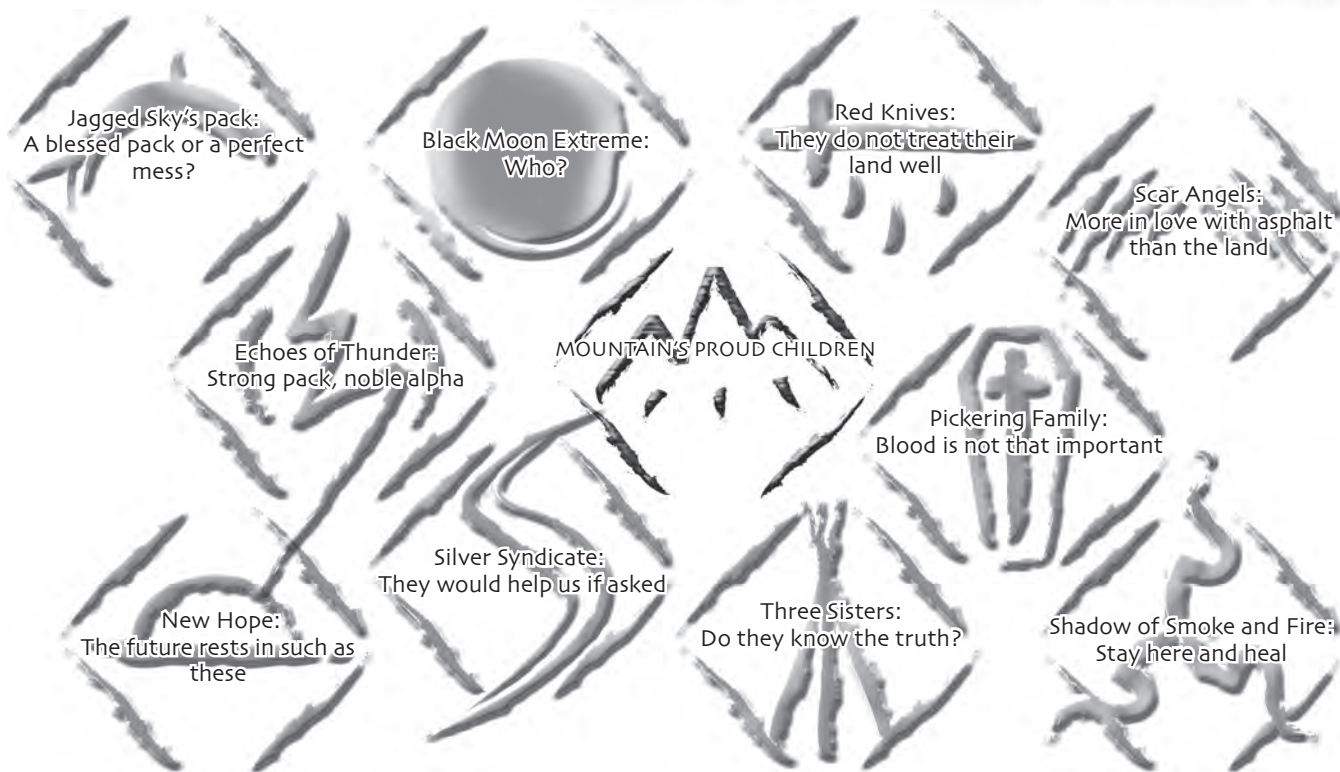 Jagged Sky's pack:
A blessed pack or a perfect
mess?
Black Moon Extreme:
Who?
Red Knives:
They do not treat their
land well
Scar Angels:
More in love with asphalt
than the land
Echoes of Thunder:
Strong pack, noble alpha
MOUNTAIN'S PROUD CHILDREN
Pickering Family:
Blood is not that important
Silver Syndicate:
They would help us if asked
New Hope:
The future rests in such as
these
Three Sisters:
Do they know the truth?
Shadow of Smoke and Fire:
Stay here and heal